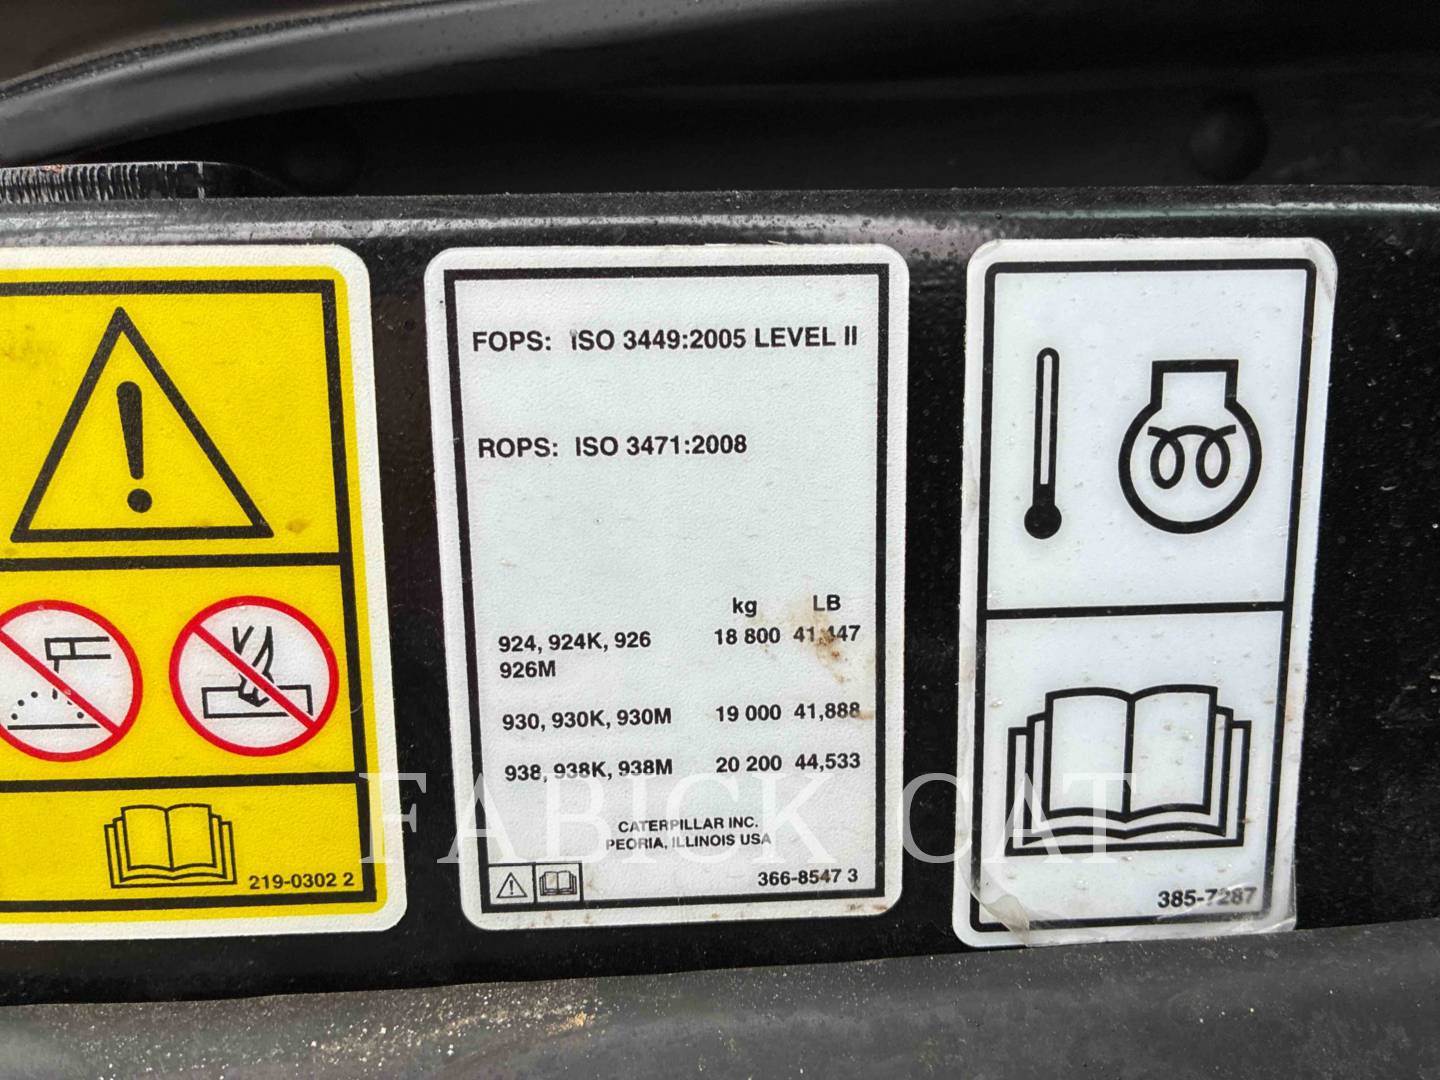 FOPS: ISO 3449:2005 LEVEL II
ROPS: ISO 3471:2008
kg LB
924, 924K, 926 18 800 41,447
926M
930, 930K, 930M 19 000 41,888
938, 938K, 938M 20 200 44,533
CATERPILLAR INC.
PEORIA, ILLINOIS USA
219-0302 2
366-8547 3
385-7287
FABICK CAT